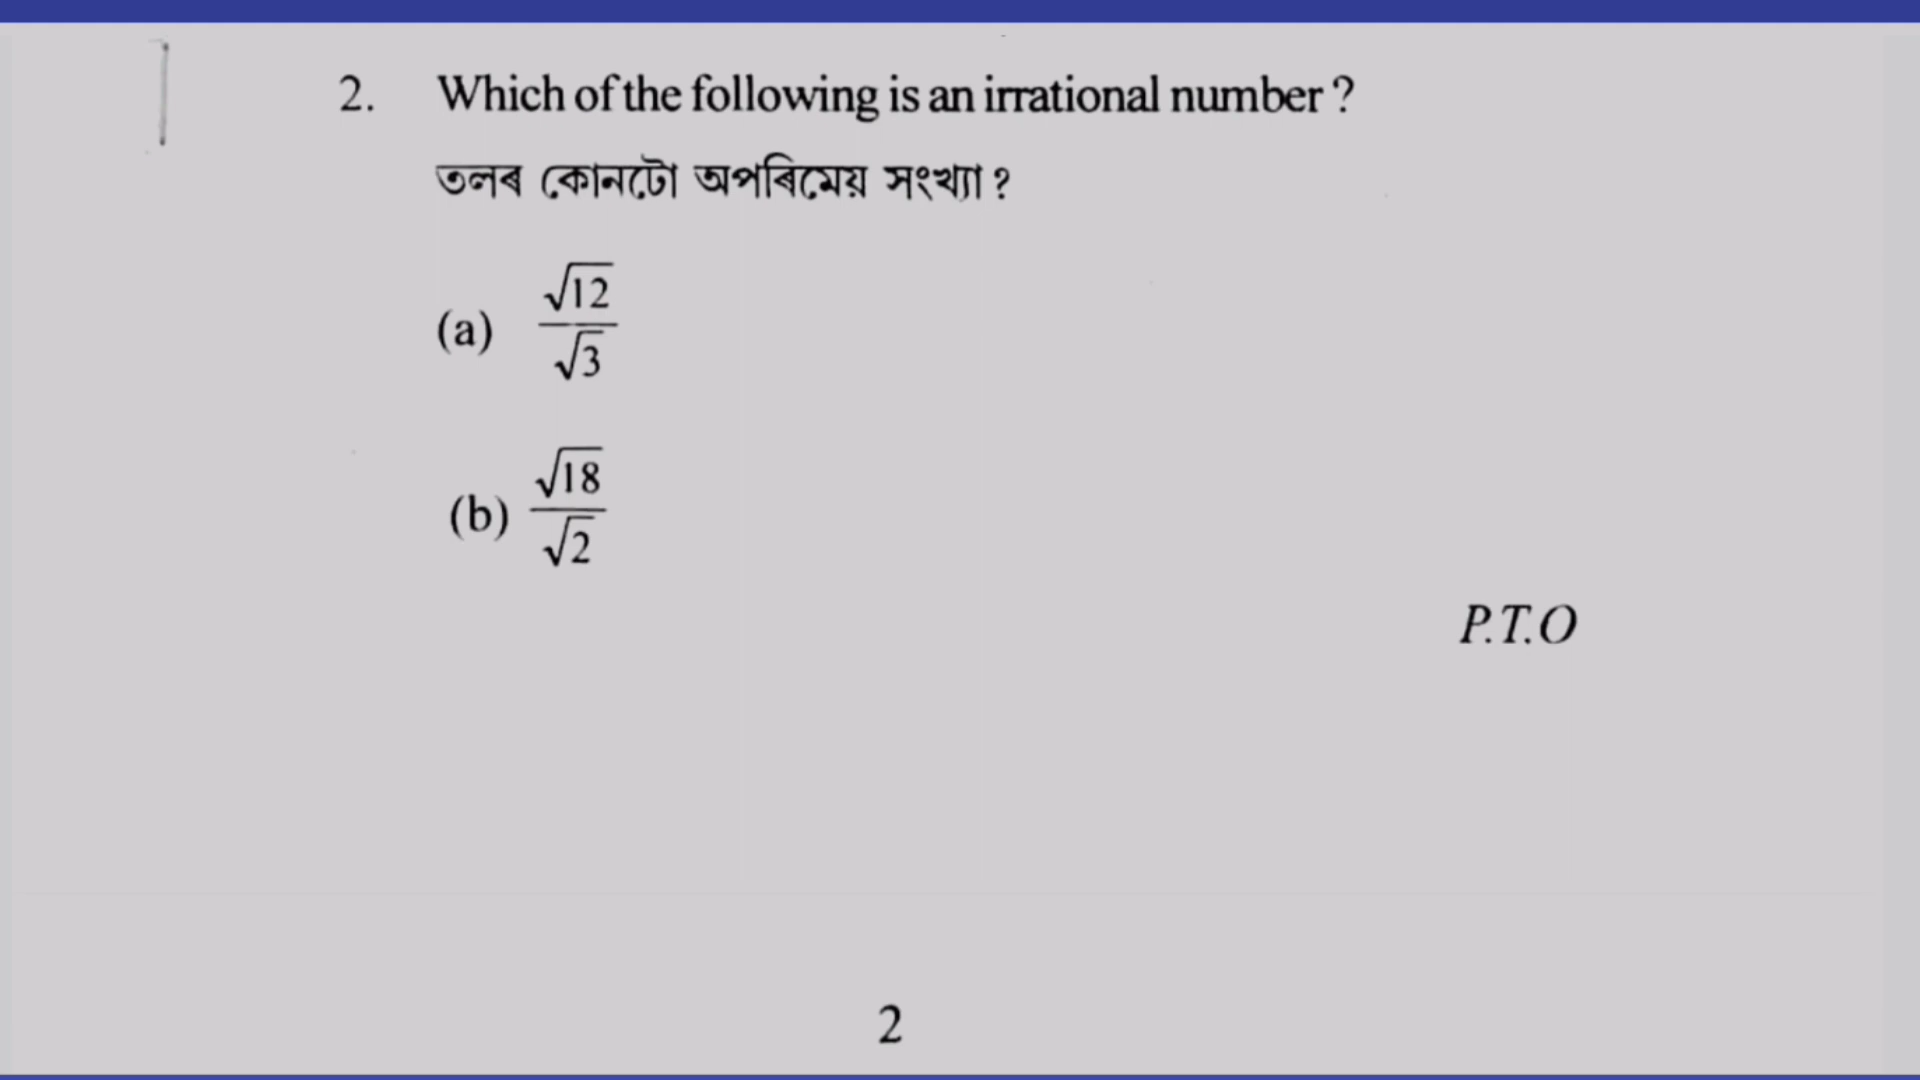 2. Which of the following is an irrational number ?
তলৰ কোনটো অপৰিমেয় সংখ্যা ?
(a) √12/√3
(b) √18/√2
P.T.O
2